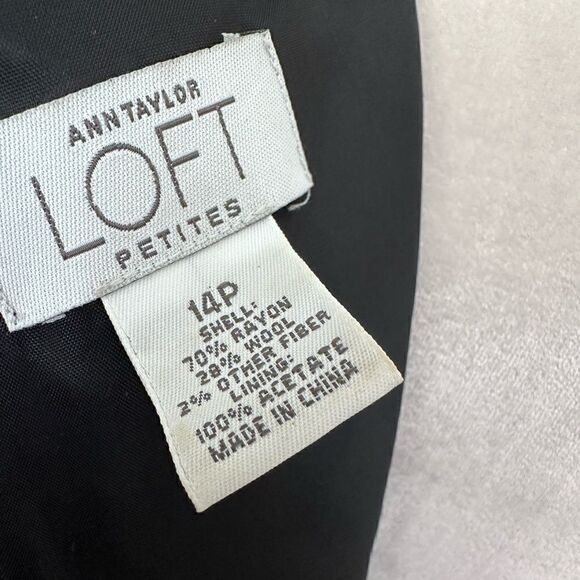 ANN TAYLOR
LOFT
PETITES
14P
SHELL:
70% RAYON
28% WOOL
2% OTHER FIBER
LINING:
100% ACETATE
MADE IN CHINA